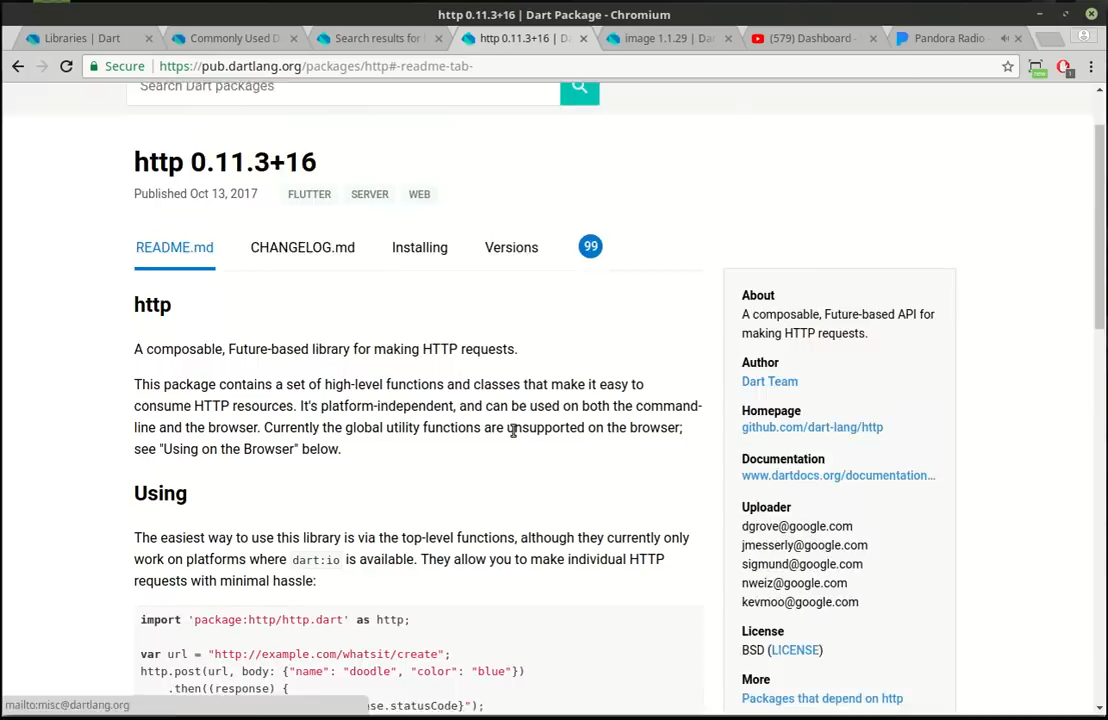 http 0.11.3+16 | Dart Package - Chromium
Libraries | Dart
Commonly Used D
Search results for
http 0.11.3+16 | D
image 1.1.29 | Da
(579) Dashboard -
Pandora Radio -
Secure
https://pub.dartlang.org/packages/http#-readme-tab-
new
1
Search Dart packages
http 0.11.3+16
Published Oct 13, 2017
FLUTTER
SERVER
WEB
README.md
CHANGELOG.md
Installing
Versions
99
http
A composable, Future-based library for making HTTP requests.
This package contains a set of high-level functions and classes that make it easy to
consume HTTP resources. It's platform-independent, and can be used on both the command-
line and the browser. Currently the global utility functions are unsupported on the browser;
see "Using on the Browser" below.
Using
The easiest way to use this library is via the top-level functions, although they currently only
work on platforms where dart:io is available. They allow you to make individual HTTP
requests with minimal hassle:
import 'package:http/http.dart' as http;
var url = "http://example.com/whatsit/create";
http.post(url, body: {"name": "doodle", "color": "blue"})
.then((response) {
se.statusCode}");
About
A composable, Future-based API for
making HTTP requests.
Author
Dart Team
Homepage
github.com/dart-lang/http
Documentation
www.dartdocs.org/documentation…
Uploader
dgrove@google.com
jmesserly@google.com
sigmund@google.com
nweiz@google.com
kevmoo@google.com
License
BSD (LICENSE)
More
Packages that depend on http
mailto:misc@dartlang.org